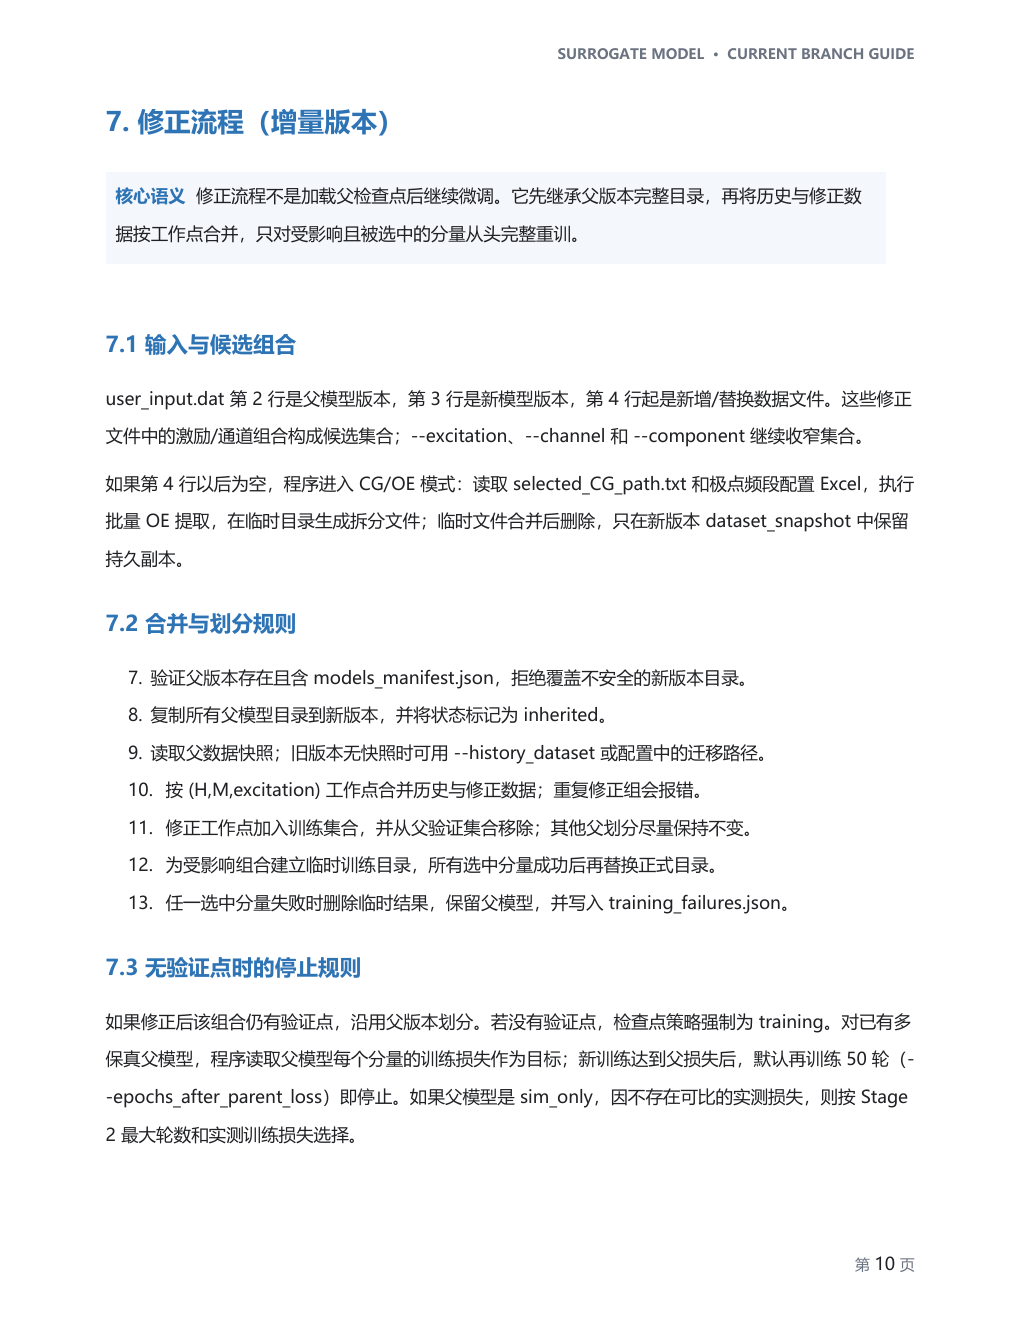 SURROGATE MODEL • CURRENT BRANCH GUIDE
7. 修正流程（增量版本）
核心语义 修正流程不是加载父检查点后继续微调。它先继承父版本完整目录，再将历史与修正数
据按工作点合并，只对受影响且被选中的分量从头完整重训。
7.1 输入与候选组合
user_input.dat 第 2 行是父模型版本，第 3 行是新模型版本，第 4 行起是新增/替换数据文件。这些修正
文件中的激励/通道组合构成候选集合；--excitation、--channel 和 --component 继续收窄集合。
如果第 4 行以后为空，程序进入 CG/OE 模式：读取 selected_CG_path.txt 和极点频段配置 Excel，执行
批量 OE 提取，在临时目录生成拆分文件；临时文件合并后删除，只在新版本 dataset_snapshot 中保留
持久副本。
7.2 合并与划分规则
7. 验证父版本存在且含 models_manifest.json，拒绝覆盖不安全的新版本目录。
8. 复制所有父模型目录到新版本，并将状态标记为 inherited。
9. 读取父数据快照；旧版本无快照时可用 --history_dataset 或配置中的迁移路径。
10. 按 (H,M,excitation) 工作点合并历史与修正数据；重复修正组会报错。
11. 修正工作点加入训练集合，并从父验证集合移除；其他父划分尽量保持不变。
12. 为受影响组合建立临时训练目录，所有选中分量成功后再替换正式目录。
13. 任一选中分量失败时删除临时结果，保留父模型，并写入 training_failures.json。
7.3 无验证点时的停止规则
如果修正后该组合仍有验证点，沿用父版本划分。若没有验证点，检查点策略强制为 training。对已有多
保真父模型，程序读取父模型每个分量的训练损失作为目标；新训练达到父损失后，默认再训练 50 轮（-
-epochs_after_parent_loss）即停止。如果父模型是 sim_only，因不存在可比的实测损失，则按 Stage
2 最大轮数和实测训练损失选择。
第 10 页